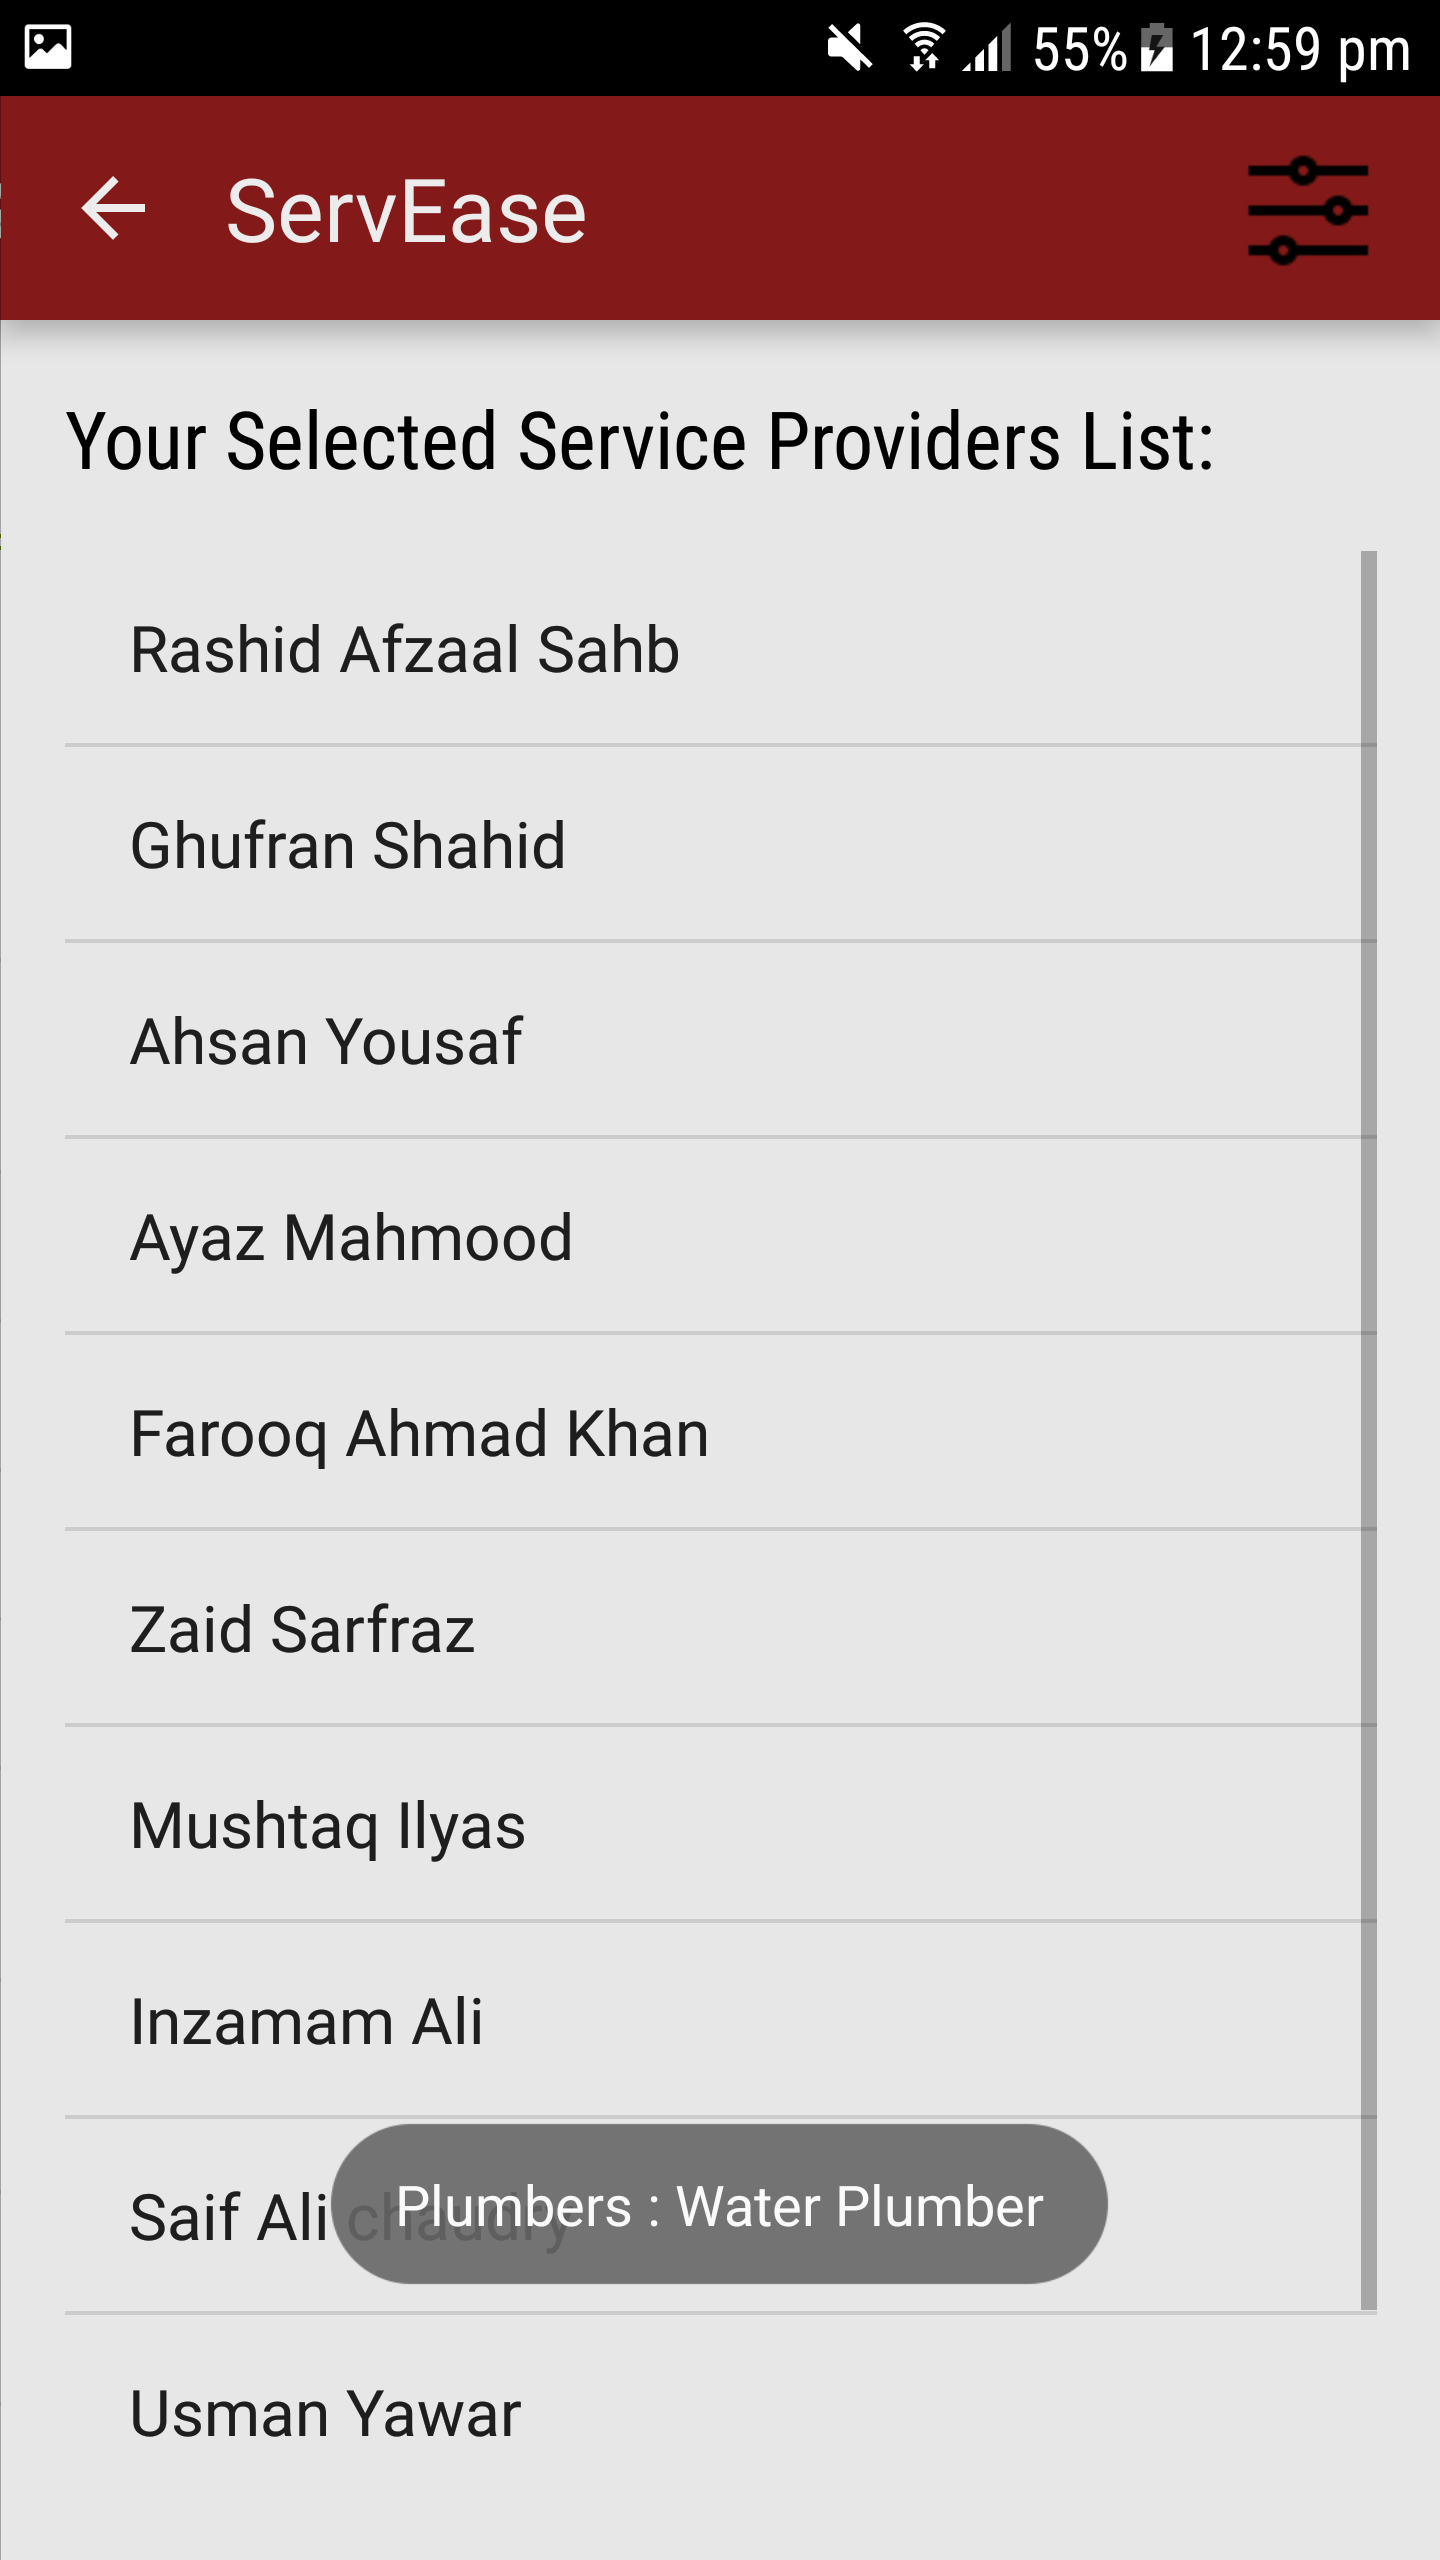 55% 12:59 pm
ServEase
Your Selected Service Providers List:
Rashid Afzaal Sahb
Ghufran Shahid
Ahsan Yousaf
Ayaz Mahmood
Farooq Ahmad Khan
Zaid Sarfraz
Mushtaq Ilyas
Inzamam Ali
Saif Ali chaudry
Plumbers : Water Plumber
Usman Yawar